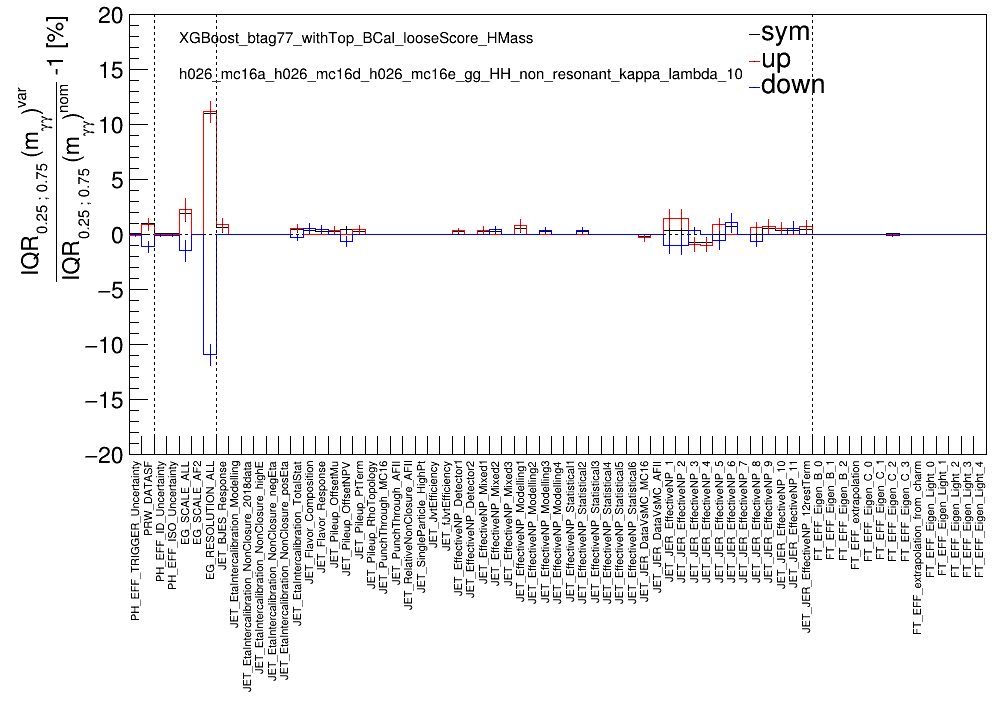 XGBoost_btag77_withTop_BCal_looseScore_HMass
h026_mc16a_h026_mc16d_h026_mc16e_gg_HH_non_resonant_kappa_lambda_10
sym
up
down
IQR0.25 ; 0.75 (mγγ)var
IQR0.25 ; 0.75 (mγγ)nom
-1 [%]
20
15
10
5
0
−5
−10
−15
−20
PH_EFF_TRIGGER_Uncertainty
PRW_DATASF
PH_EFF_ID_Uncertainty
PH_EFF_ISO_Uncertainty
EG_SCALE_ALL
EG_SCALE_AF2
EG_RESOLUTION_ALL
JET_BJES_Response
JET_EtaIntercalibration_Modelling
JET_EtaIntercalibration_NonClosure_2018data
JET_EtaIntercalibration_NonClosure_highE
JET_EtaIntercalibration_NonClosure_negEta
JET_EtaIntercalibration_NonClosure_posEta
JET_EtaIntercalibration_TotalStat
JET_Flavor_Composition
JET_Flavor_Response
JET_Pileup_OffsetMu
JET_Pileup_OffsetNPV
JET_Pileup_PtTerm
JET_Pileup_RhoTopology
JET_PunchThrough_MC16
JET_PunchThrough_AFII
JET_RelativeNonClosure_AFII
JET_SingleParticle_HighPt
JET_JvtEfficiency
JET_fJvtEfficiency
JET_EffectiveNP_Detector1
JET_EffectiveNP_Detector2
JET_EffectiveNP_Mixed1
JET_EffectiveNP_Mixed2
JET_EffectiveNP_Mixed3
JET_EffectiveNP_Modelling1
JET_EffectiveNP_Modelling2
JET_EffectiveNP_Modelling3
JET_EffectiveNP_Modelling4
JET_EffectiveNP_Statistical1
JET_EffectiveNP_Statistical2
JET_EffectiveNP_Statistical3
JET_EffectiveNP_Statistical4
JET_EffectiveNP_Statistical5
JET_EffectiveNP_Statistical6
JET_JER_DataVsMC_MC16
JET_JER_DataVsMC_AFII
JET_JER_EffectiveNP_1
JET_JER_EffectiveNP_2
JET_JER_EffectiveNP_3
JET_JER_EffectiveNP_4
JET_JER_EffectiveNP_5
JET_JER_EffectiveNP_6
JET_JER_EffectiveNP_7
JET_JER_EffectiveNP_8
JET_JER_EffectiveNP_9
JET_JER_EffectiveNP_10
JET_JER_EffectiveNP_11
JET_JER_EffectiveNP_12restTerm
FT_EFF_Eigen_B_0
FT_EFF_Eigen_B_1
FT_EFF_Eigen_B_2
FT_EFF_extrapolation
FT_EFF_Eigen_C_0
FT_EFF_Eigen_C_1
FT_EFF_Eigen_C_2
FT_EFF_Eigen_C_3
FT_EFF_extrapolation_from_charm
FT_EFF_Eigen_Light_0
FT_EFF_Eigen_Light_1
FT_EFF_Eigen_Light_2
FT_EFF_Eigen_Light_3
FT_EFF_Eigen_Light_4